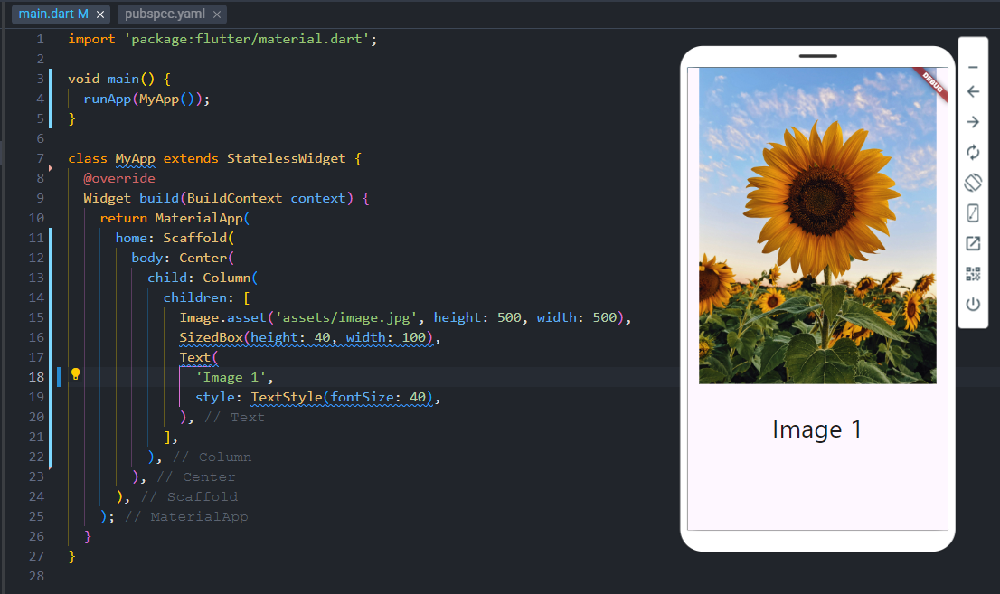 main.dart M × pubspec.yaml ×
1 import 'package:flutter/material.dart';
2
3 void main() {
4   runApp(MyApp());
5 }
6
7 class MyApp extends StatelessWidget {
8   @override
9   Widget build(BuildContext context) {
10     return MaterialApp(
11       home: Scaffold(
12         body: Center(
13           child: Column(
14             children: [
15               Image.asset('assets/image.jpg', height: 500, width: 500),
16               SizedBox(height: 40, width: 100),
17               Text(
18                 'Image 1',
19                 style: TextStyle(fontSize: 40),
20               ), // Text
21             ],
22           ), // Column
23         ), // Center
24       ), // Scaffold
25     ); // MaterialApp
26   }
27 }
28
DEBUG
Image 1